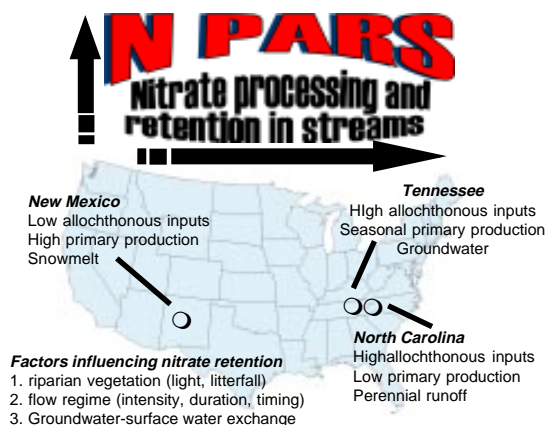 N PARS
Nitrate processing and
retention in streams
New Mexico
Low allochthonous inputs
High primary production
Snowmelt
Tennessee
HIgh allochthonous inputs
Seasonal primary production
Groundwater
North Carolina
Highallochthonous inputs
Low primary production
Perennial runoff
Factors influencing nitrate retention
1. riparian vegetation (light, litterfall)
2. flow regime (intensity, duration, timing)
3. Groundwater-surface water exchange